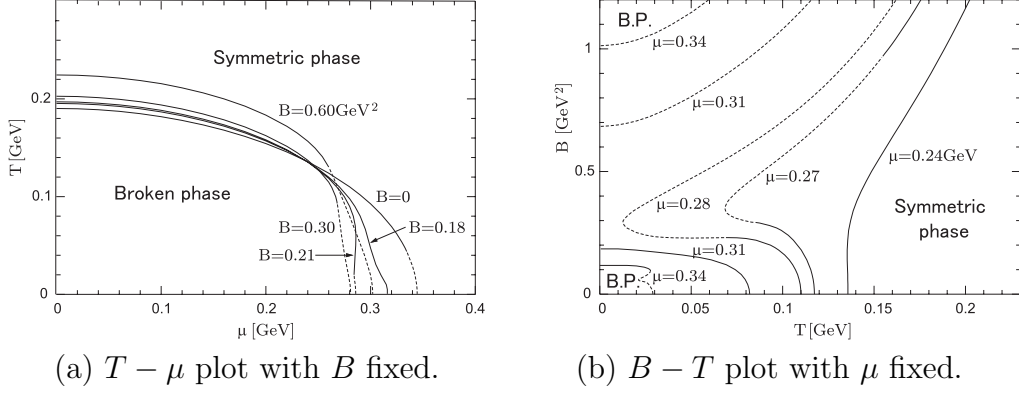 Symmetric phase
B=0.60GeV²
Broken phase
B=0
B=0.30
B=0.18
B=0.21
T [GeV]
0.2
0.1
0
0
0.1
0.2
0.3
0.4
μ [GeV]
(a) T − μ plot with B fixed.
B.P.
μ=0.34
μ=0.31
μ=0.24GeV
μ=0.27
μ=0.28
Symmetric
phase
μ=0.31
μ=0.34
B.P.
B [GeV²]
1
0.5
0
0
0.05
0.1
0.15
0.2
T [GeV]
(b) B − T plot with μ fixed.